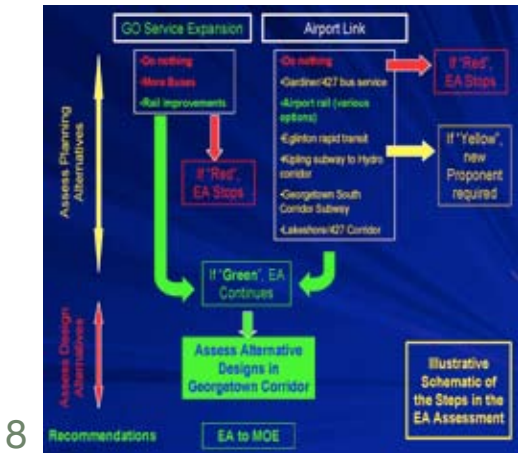 GO Service Expansion
Airport Link
•Do nothing
•More Buses
•Rail improvements
•Do nothing
•Gardiner/427 bus service
•Airport rail (various
options)
•Eglinton rapid transit
•Kipling subway to Hydro
corridor
•Georgetown South
Corridor Subway
•Lakeshore/427 Corridor
If "Red",
EA Stops
If "Red",
EA Stops
If "Yellow",
new
Proponent
required
Assess Planning
Alternatives
If "Green", EA
Continues
Assess Design
Alternatives
Assess Alternative
Designs in
Georgetown Corridor
Illustrative
Schematic of
the Steps in the
EA Assessment
Recommendations
EA to MOE
8